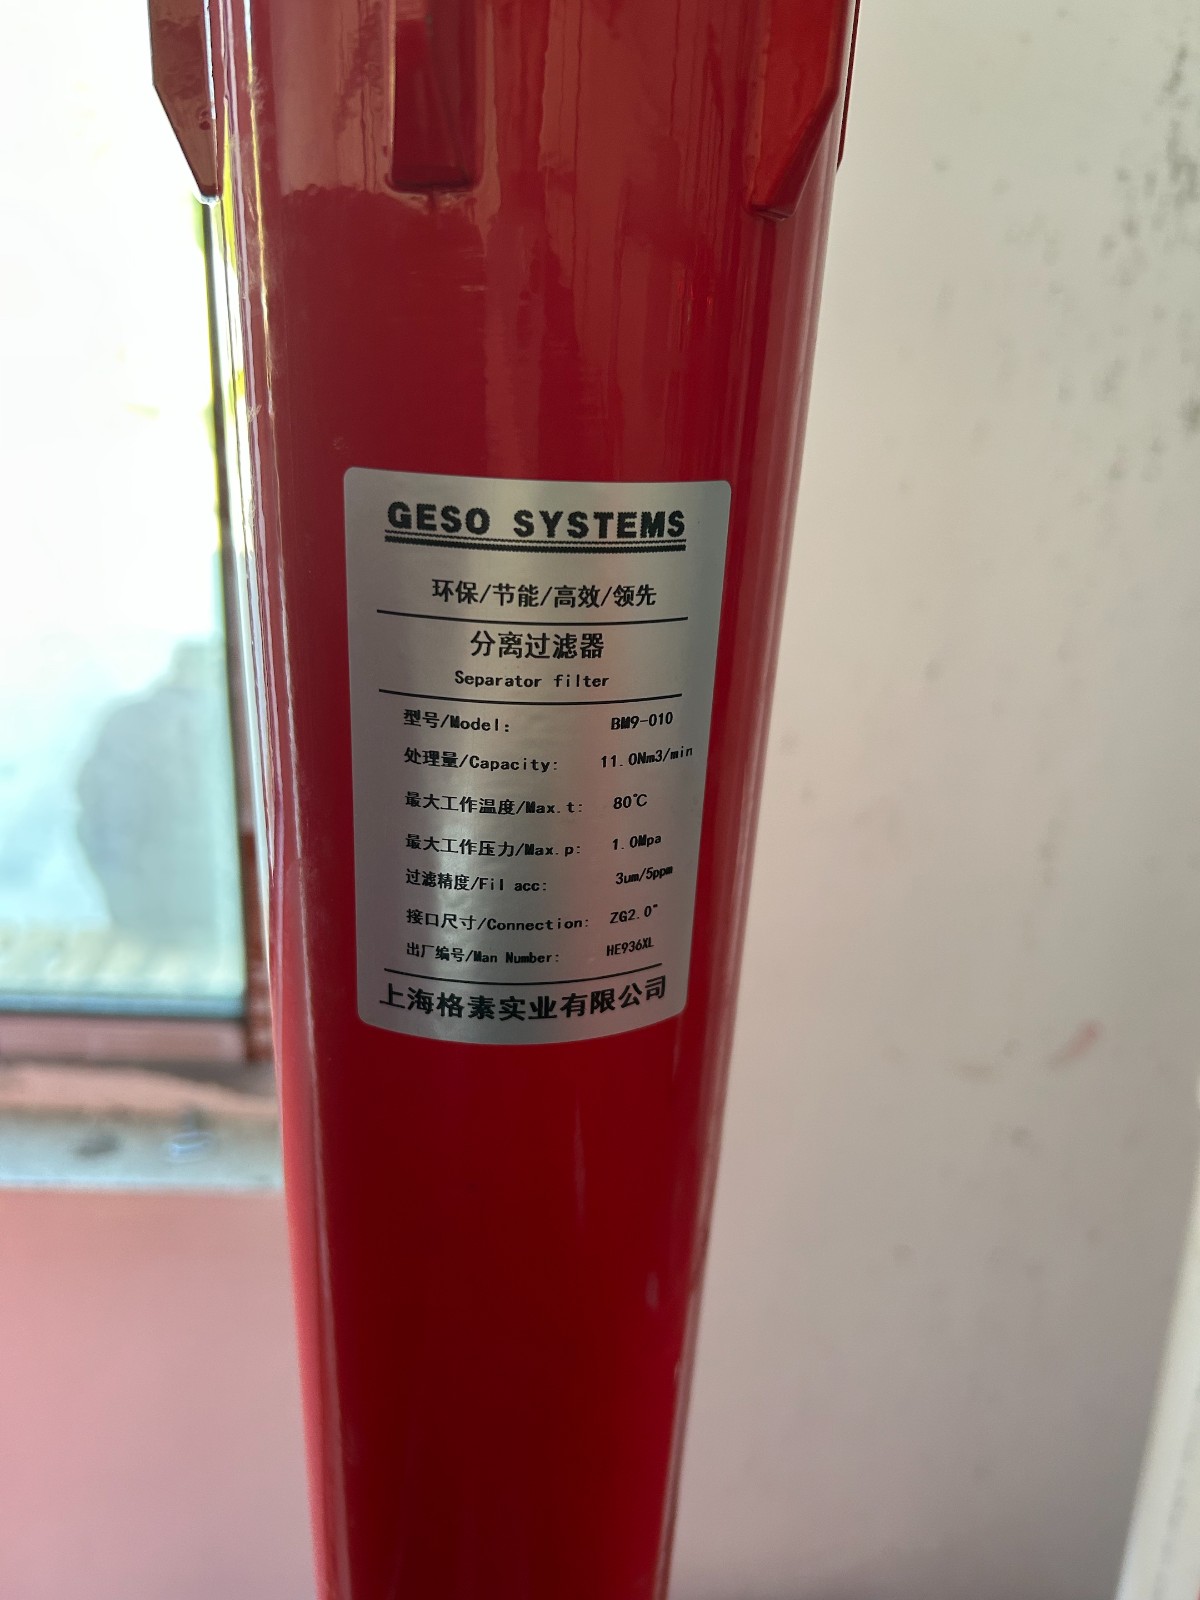 GESO SYSTEMS
环保/节能/高效/领先
分离过滤器
Separator filter
型号/Model: BM9-010
处理量/Capacity: 11.0Nm3/min
最大工作温度/Max.t: 80℃
最大工作压力/Max.p: 1.0Mpa
过滤精度/Fil acc: 3um/5ppm
接口尺寸/Connection: ZG2.0"
出厂编号/Man Number: HE936XL
上海格素实业有限公司